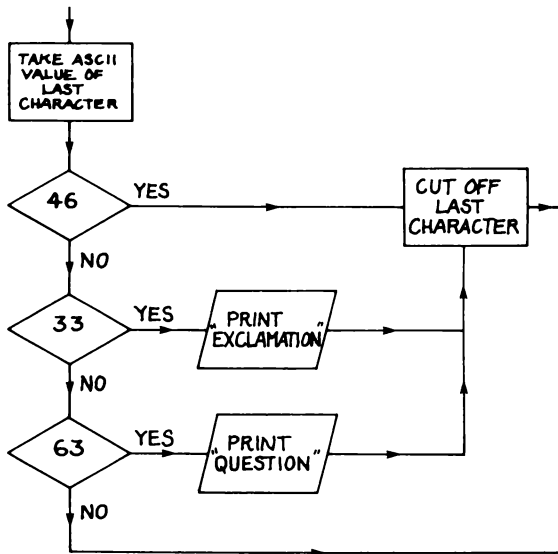 TAKE ASCII
VALUE OF
LAST
CHARACTER
46
YES
CUT OFF
LAST
CHARACTER
NO
33
YES
"PRINT
EXCLAMATION"
NO
63
YES
"PRINT
QUESTION"
NO